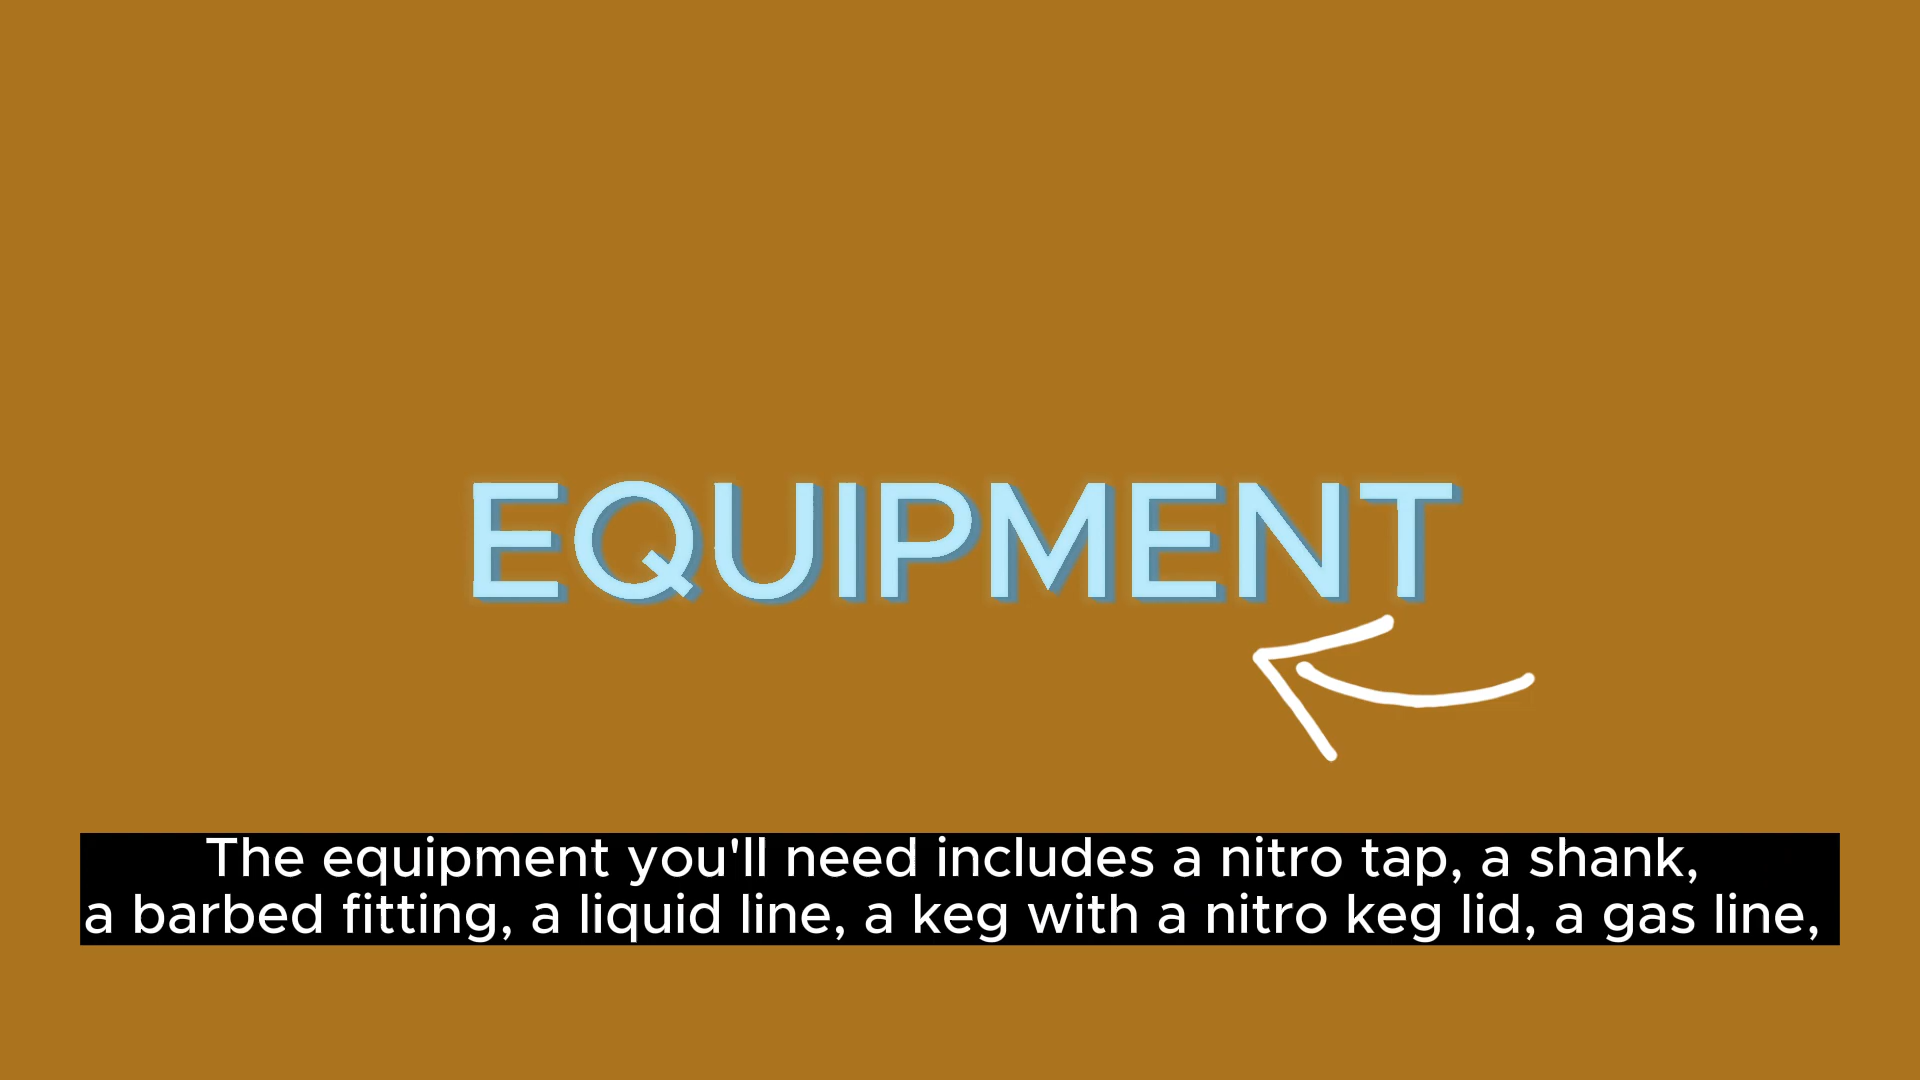 EQUIPMENT
The equipment you'll need includes a nitro tap, a shank,
a barbed fitting, a liquid line, a keg with a nitro keg lid, a gas line,